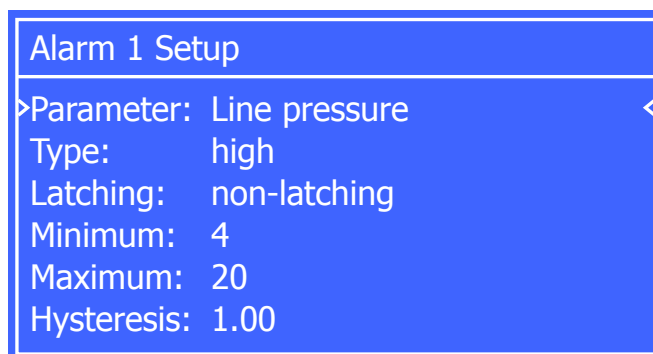 Alarm 1 Setup
>Parameter: Line pressure <
Type: high
Latching: non-latching
Minimum: 4
Maximum: 20
Hysteresis: 1.00